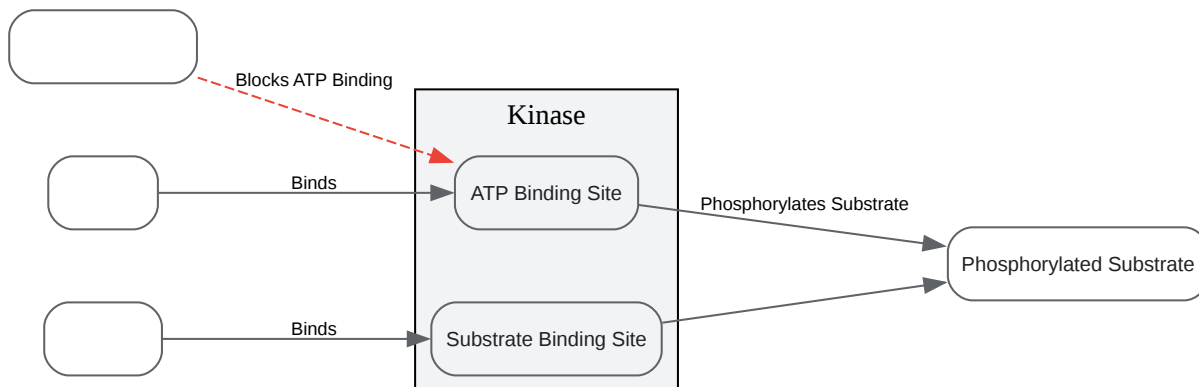 Blocks ATP Binding
Kinase
Binds
ATP Binding Site
Phosphorylates Substrate
Phosphorylated Substrate
Binds
Substrate Binding Site